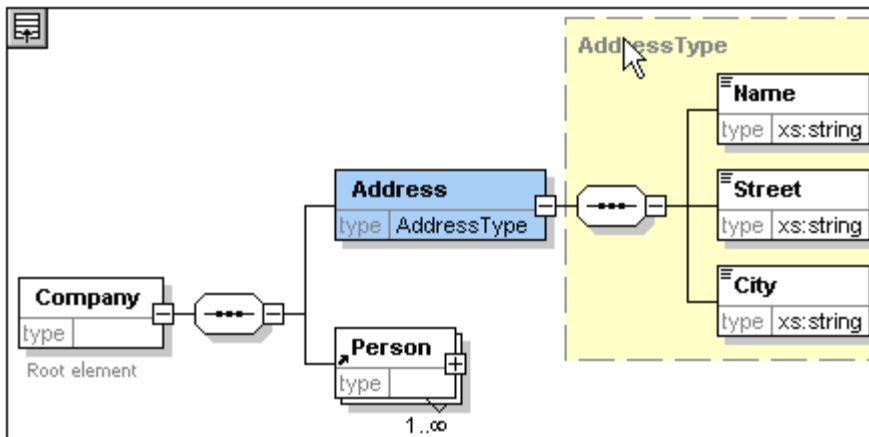 AddressType
Name
type xs:string
Address
type AddressType
Street
type xs:string
Company
type
Root element
City
type xs:string
Person
type
1..∞